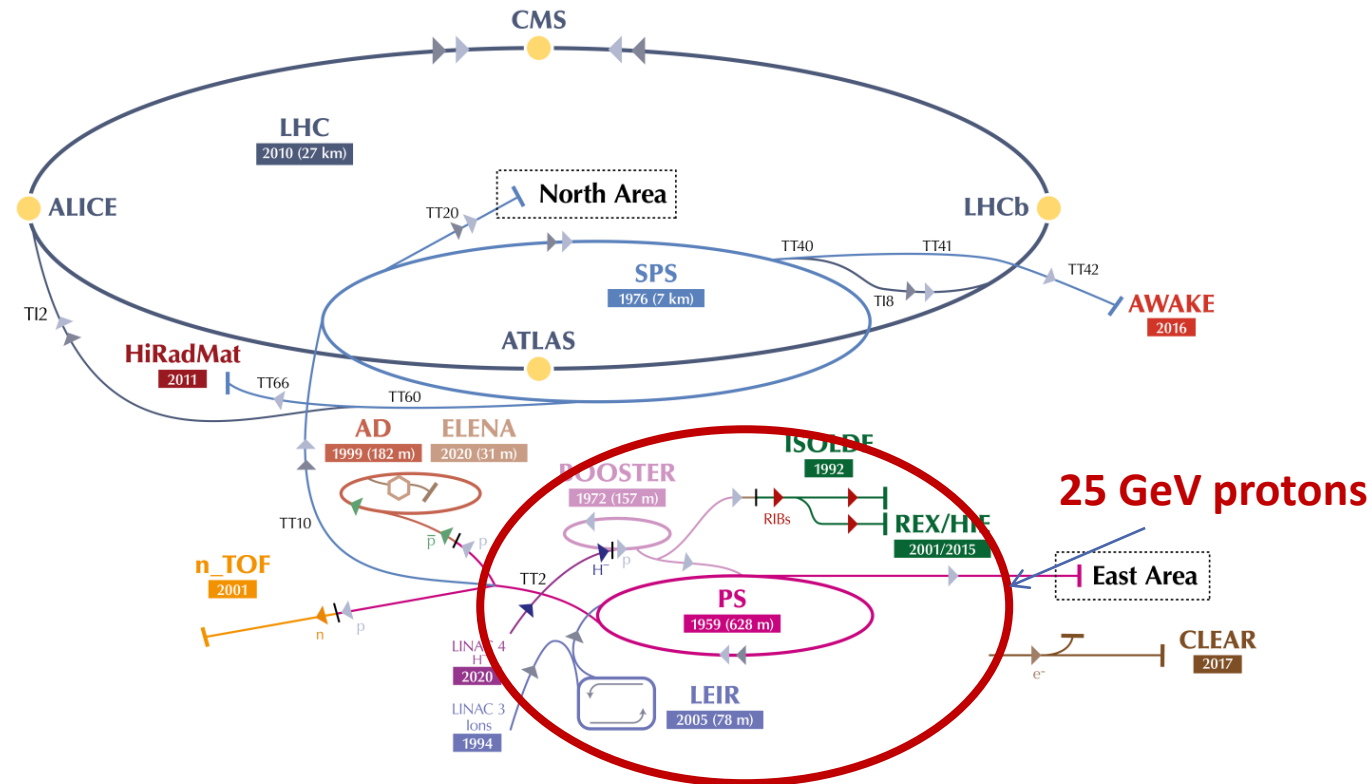 CMS
LHC
2010 (27 km)
North Area
ALICE
LHCb
TT20
TT40
TT41
SPS
TT42
1976 (7 km)
TI8
TI2
AWAKE
2016
ATLAS
HiRadMat
2011
TT66
TT60
AD
ELENA
1999 (182 m)
2020 (31 m)
ISOLDE
1992
BOOSTER
1972 (157 m)
25 GeV protons
RIBs
REX/HIE
2001/2015
TT10
p
p
H⁻
p
n_TOF
2001
TT2
East Area
PS
1959 (628 m)
n
p
LINAC 4
H⁻
2020
CLEAR
2017
e-
LEIR
2005 (78 m)
LINAC 3
Ions
1994